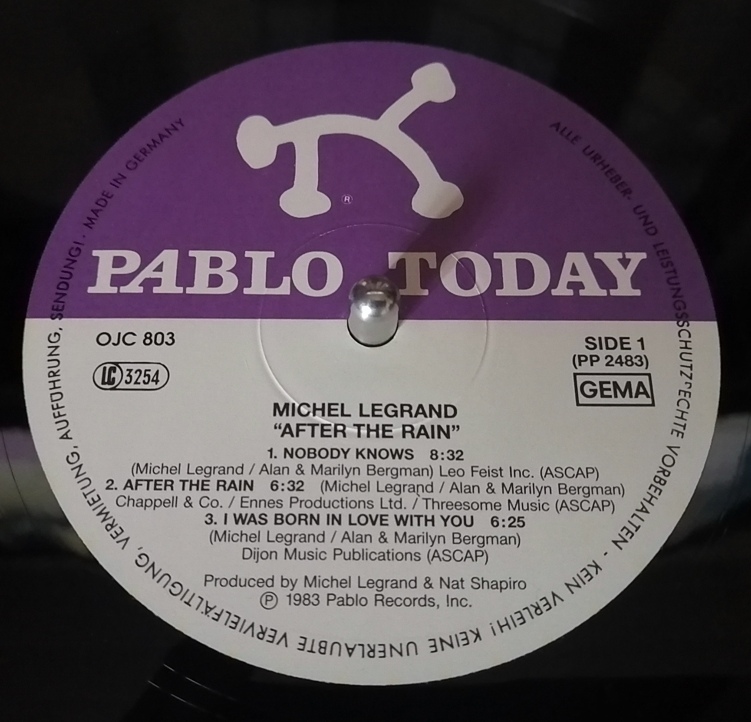 ®
PABLO TODAY
OJC 803
LC 3254
SIDE 1
(PP 2483)
GEMA
MICHEL LEGRAND
“AFTER THE RAIN”
1. NOBODY KNOWS 8:32
(Michel Legrand / Alan & Marilyn Bergman) Leo Feist Inc. (ASCAP)
2. AFTER THE RAIN 6:32 (Michel Legrand / Alan & Marilyn Bergman)
Chappell & Co. / Ennes Productions Ltd. / Threesome Music (ASCAP)
3. I WAS BORN IN LOVE WITH YOU 6:25
(Michel Legrand / Alan & Marilyn Bergman)
Dijon Music Publications (ASCAP)
Produced by Michel Legrand & Nat Shapiro
℗ 1983 Pablo Records, Inc.
ALLE URHEBER- UND LEISTUNGSSCHUTZRECHTE VORBEHALTEN - KEIN VERLEIH! KEINE UNERLAUBTE VERVIELFÄLTIGUNG, VERMIETUNG, AUFFÜHRUNG, SENDUNG! · MADE IN GERMANY